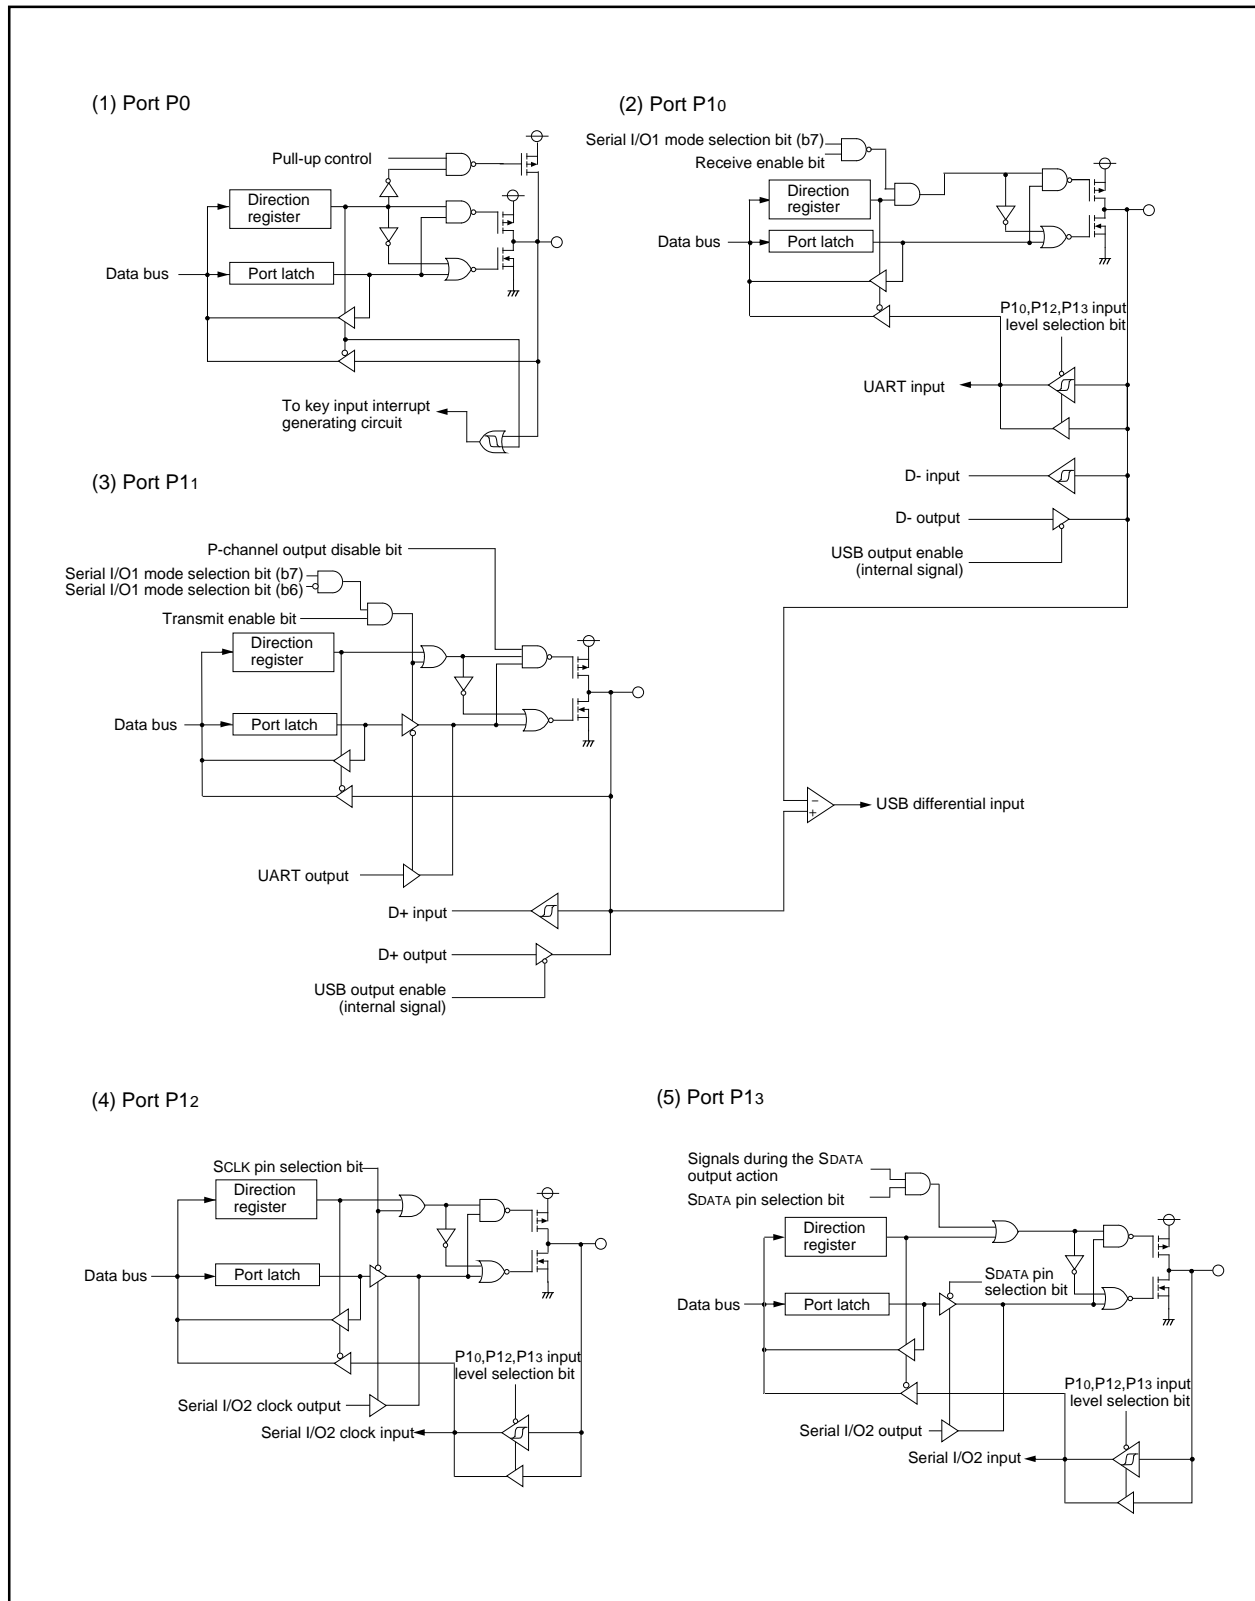 (1) Port P0
Pull-up control
Direction
register
Data bus
Port latch
To key input interrupt
generating circuit
(2) Port P10
Serial I/O1 mode selection bit (b7)
Receive enable bit
Direction
register
Data bus
Port latch
P10,P12,P13 input
level selection bit
UART input
D- input
D- output
USB output enable
(internal signal)
(3) Port P11
P-channel output disable bit
Serial I/O1 mode selection bit (b7)
Serial I/O1 mode selection bit (b6)
Transmit enable bit
Direction
register
Data bus
Port latch
−
+
USB differential input
UART output
D+ input
D+ output
USB output enable
(internal signal)
(4) Port P12
SCLK pin selection bit
Direction
register
Data bus
Port latch
P10,P12,P13 input
level selection bit
Serial I/O2 clock output
Serial I/O2 clock input
(5) Port P13
Signals during the SDATA
output action
SDATA pin selection bit
Direction
register
SDATA pin
selection bit
Data bus
Port latch
P10,P12,P13 input
level selection bit
Serial I/O2 output
Serial I/O2 input